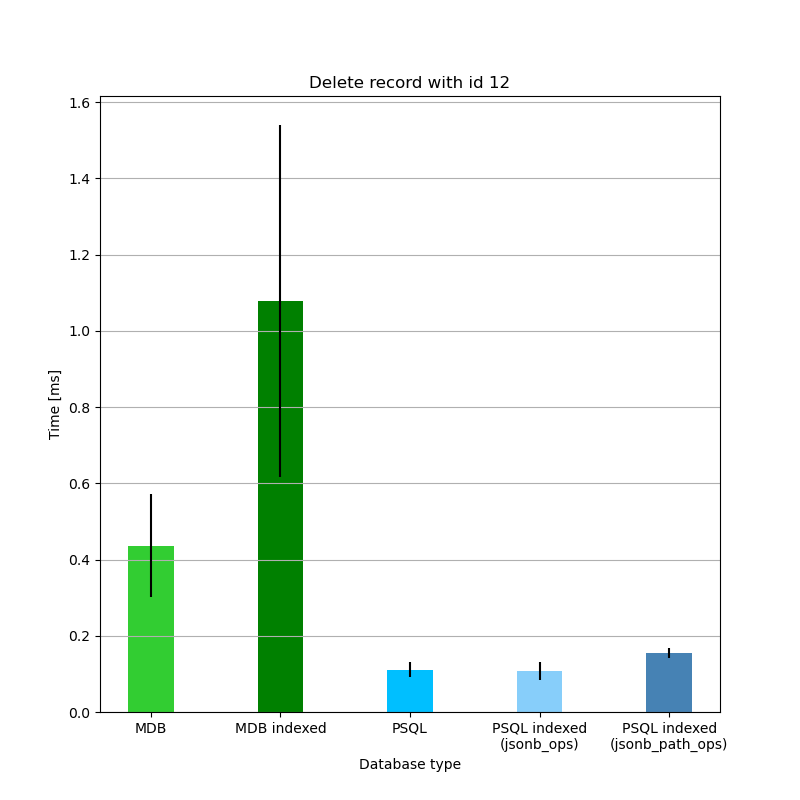 Delete record with id 12
1.6
1.4
1.2
1.0
0.8
0.6
0.4
0.2
0.0
Time [ms]
MDB
MDB indexed
PSQL
PSQL indexed
(jsonb_ops)
PSQL indexed
(jsonb_path_ops)
Database type